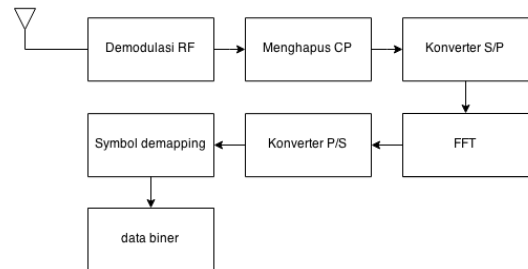 Demodulasi RF
Menghapus CP
Konverter S/P
FFT
Konverter P/S
Symbol demapping
data biner